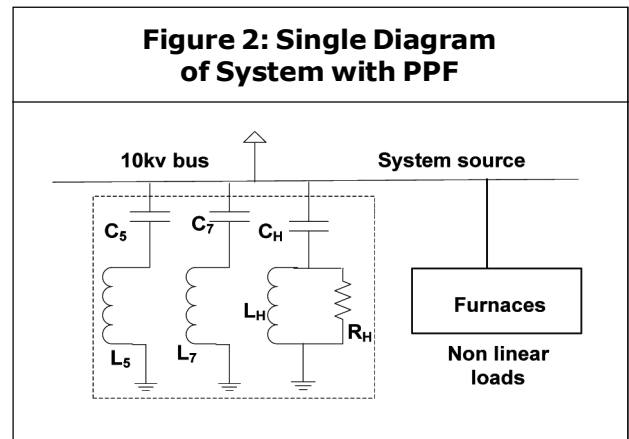 Figure 2: Single Diagram
of System with PPF
10kv bus
System source
C5
C7
CH
LH
RH
L5
L7
Furnaces
Non linear
loads